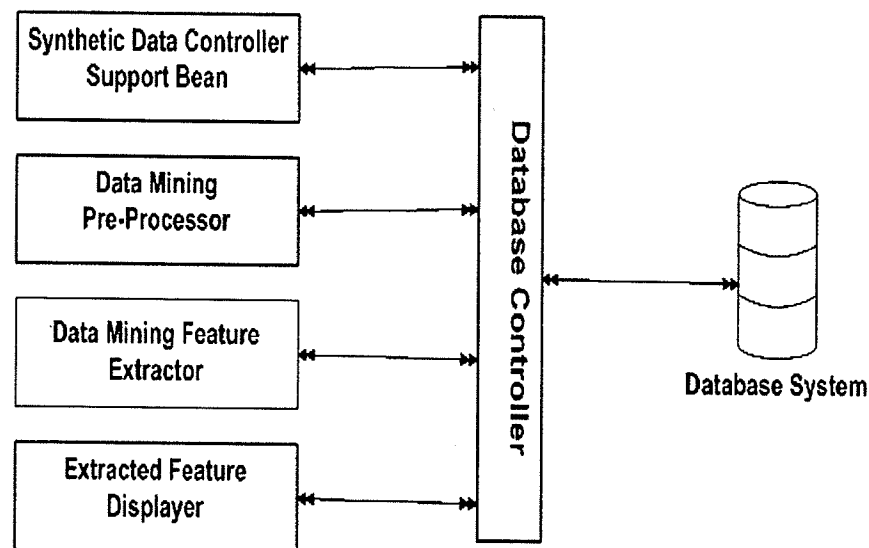 Synthetic Data Controller
Support Bean
Data Mining
Pre-Processor
Data Mining Feature
Extractor
Extracted Feature
Displayer
Database Controller
Database System